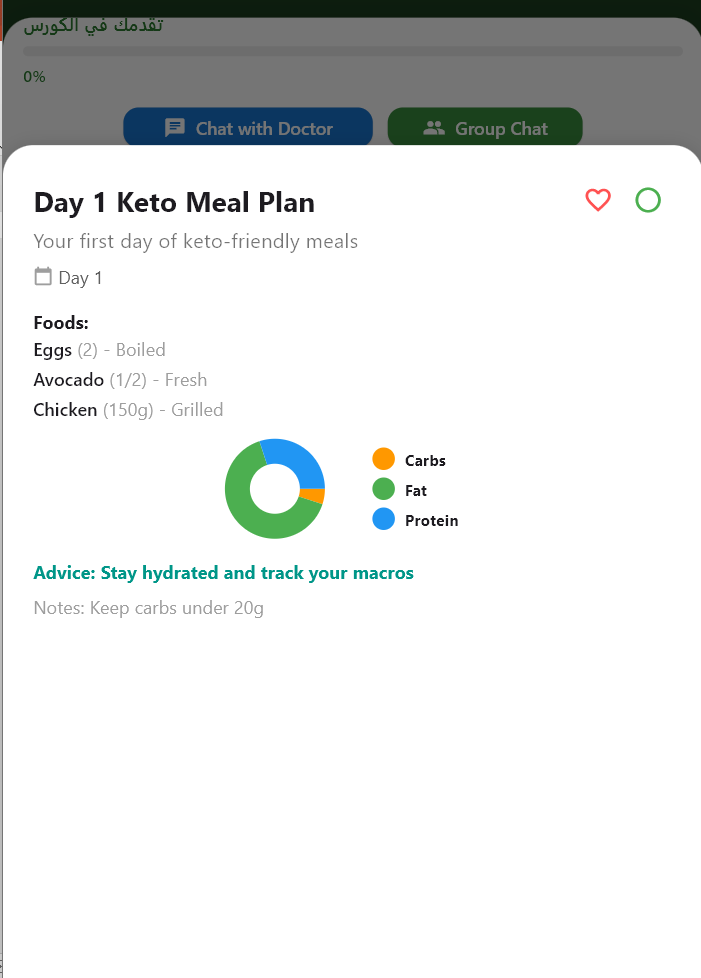 تقدمك في الكورس
0%
Chat with Doctor
Group Chat
Day 1 Keto Meal Plan
Your first day of keto-friendly meals
Day 1
Foods:
Eggs (2) - Boiled
Avocado (1/2) - Fresh
Chicken (150g) - Grilled
Carbs
Fat
Protein
Advice: Stay hydrated and track your macros
Notes: Keep carbs under 20g